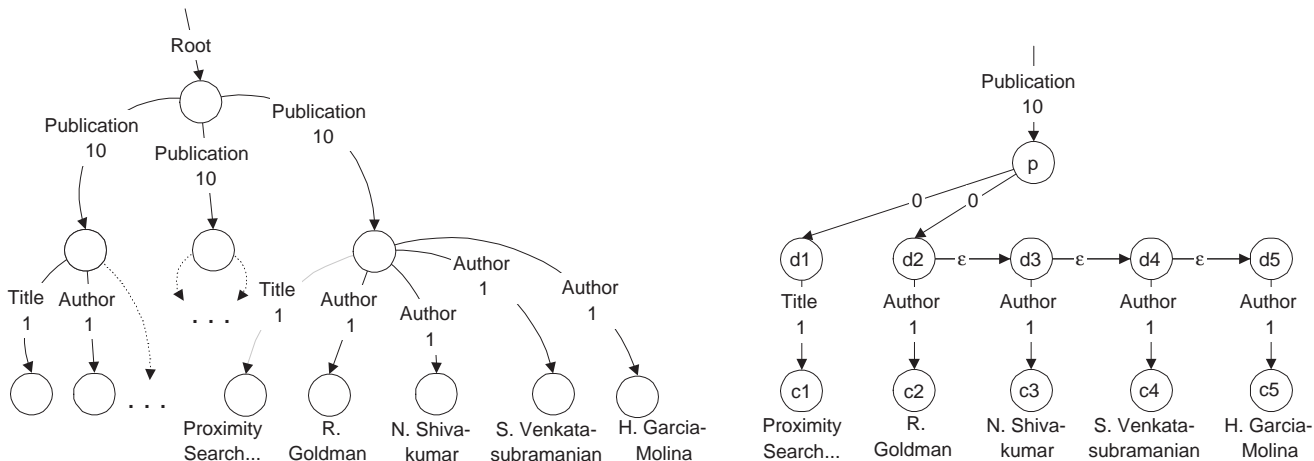 Root
Publication
10
Publication
10
Publication
10
Title
1
Author
1
. . .
. . .
Title
1
Author
1
Author
1
Author
1
Author
1
Proximity
Search...
R.
Goldman
N. Shiva-
kumar
S. Venkata-
subramanian
H. Garcia-
Molina
Publication
10
p
0
0
d1
d2
ε
d3
ε
d4
ε
d5
Title
1
Author
1
Author
1
Author
1
Author
1
c1
c2
c3
c4
c5
Proximity
Search...
R.
Goldman
N. Shiva-
kumar
S. Venkata-
subramanian
H. Garcia-
Molina